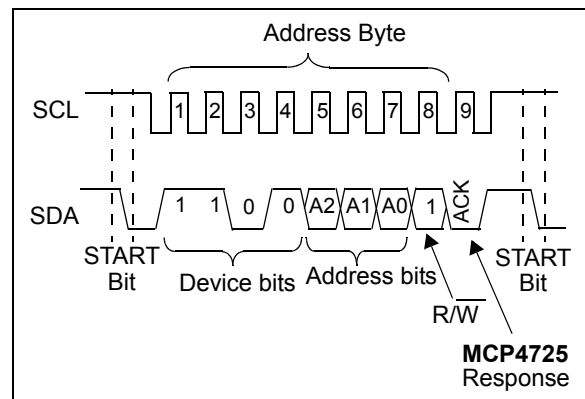 Address Byte
SCL
1 2 3 4 5 6 7 8 9
SDA
1 1 0 0 A2 A1 A0 1 ACK
START
Bit
Device bits
Address bits
START
Bit
R/W̅
MCP4725
Response